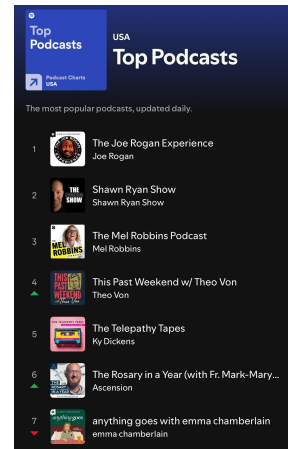 Top
Podcasts
Podcast Charts
USA
USA
Top Podcasts
The most popular podcasts, updated daily.
1
The Joe Rogan Experience
Joe Rogan
2
THE
SHOW
Shawn Ryan Show
Shawn Ryan Show
3
MEL
ROBBINS
The Mel Robbins Podcast
Mel Robbins
4
THIS
PAST
WEEKEND
This Past Weekend w/ Theo Von
Theo Von
5
THE TELEPATHY TAPES
The Telepathy Tapes
Ky Dickens
6
The Rosary in a Year (with Fr. Mark-Mary...
Ascension
7
anything goes
anything goes with emma chamberlain
emma chamberlain